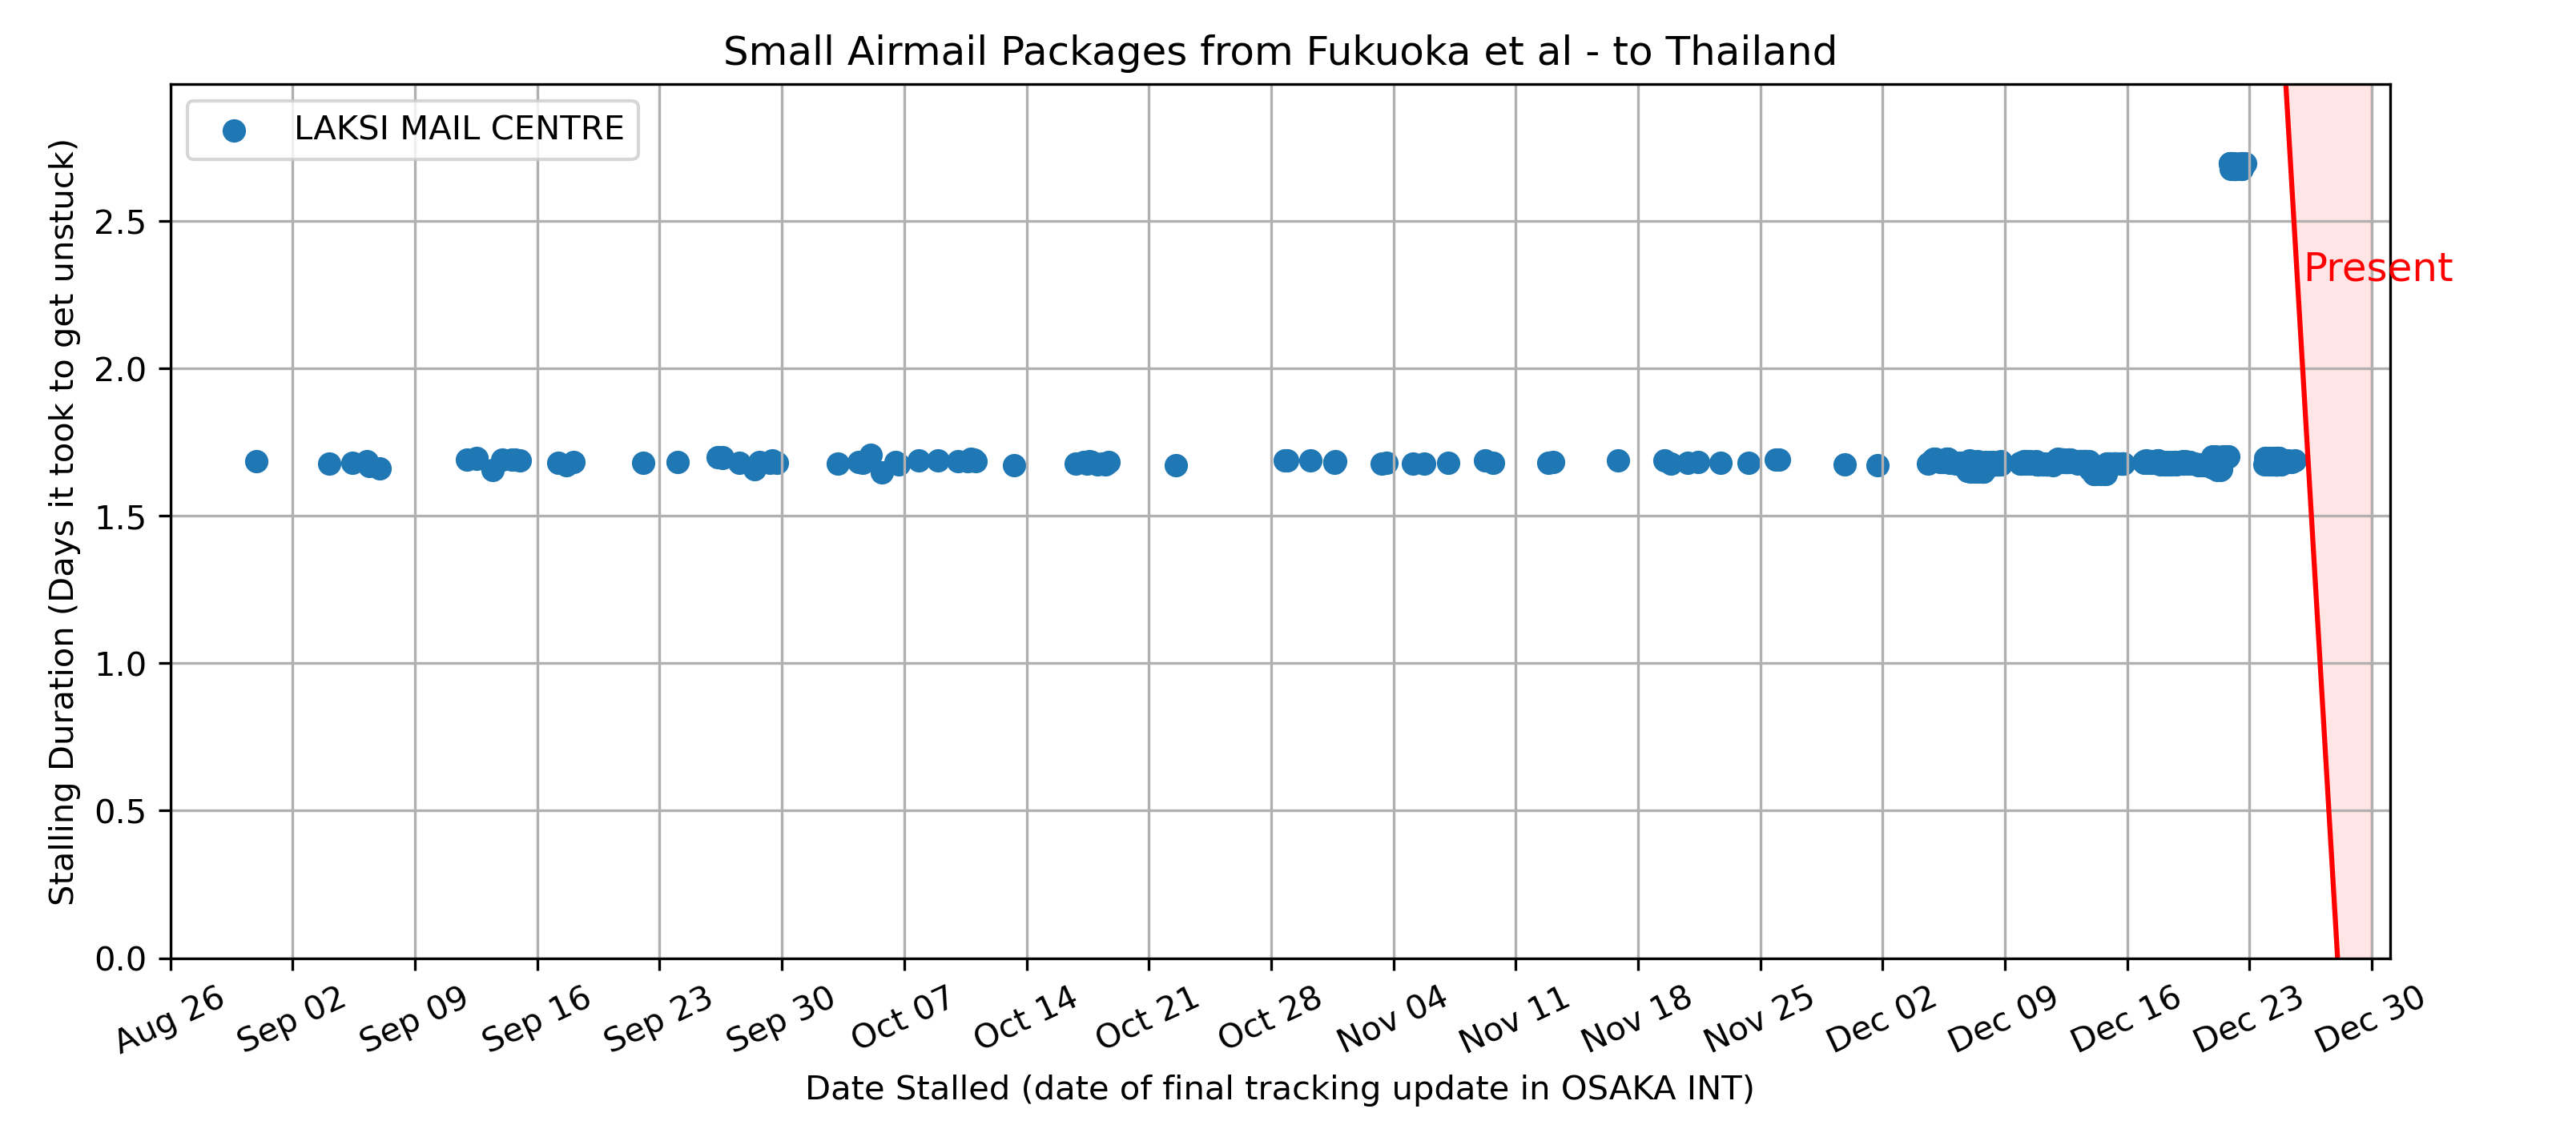 Small Airmail Packages from Fukuoka et al - to Thailand
LAKSI MAIL CENTRE
Stalling Duration (Days it took to get unstuck)
2.5
2.0
1.5
1.0
0.5
0.0
Present
Aug 26
Sep 02
Sep 09
Sep 16
Sep 23
Sep 30
Oct 07
Oct 14
Oct 21
Oct 28
Nov 04
Nov 11
Nov 18
Nov 25
Dec 02
Dec 09
Dec 16
Dec 23
Dec 30
Date Stalled (date of final tracking update in OSAKA INT)